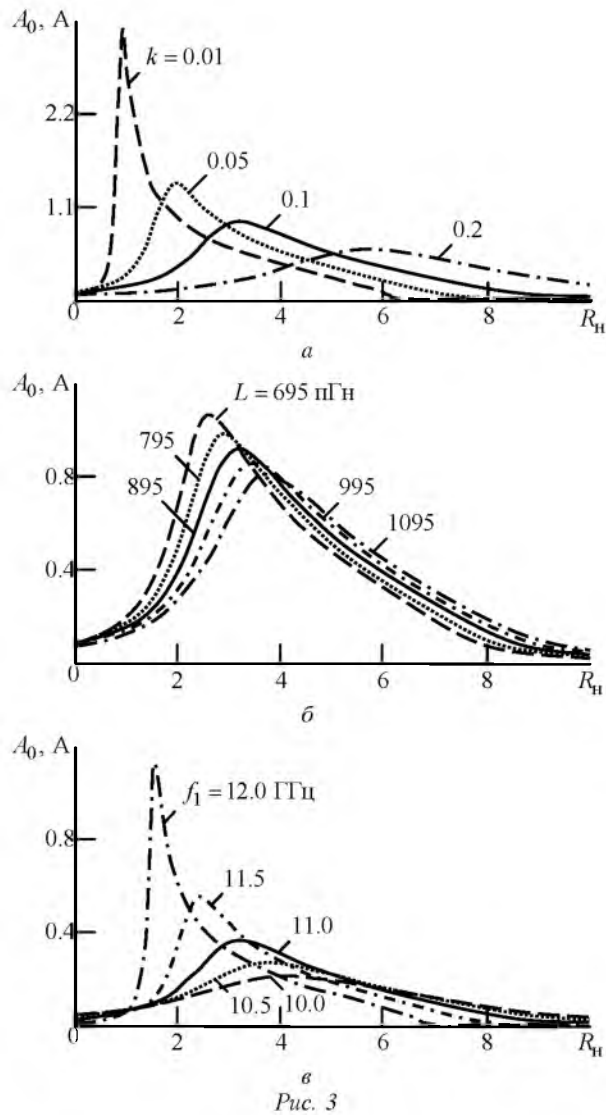 A₀, А
k = 0.01
2.2
0.05
1.1
0.1
0.2
0 2 4 6 8 Rн
а
A₀, А
L = 695 пГн
795
0.8
895
995
1095
0.4
0 2 4 6 8 Rн
б
A₀, А
f₁ = 12.0 ГГц
0.8
11.5
0.4
11.0
10.5 10.0
0 2 4 6 8 Rн
в
Рис. 3